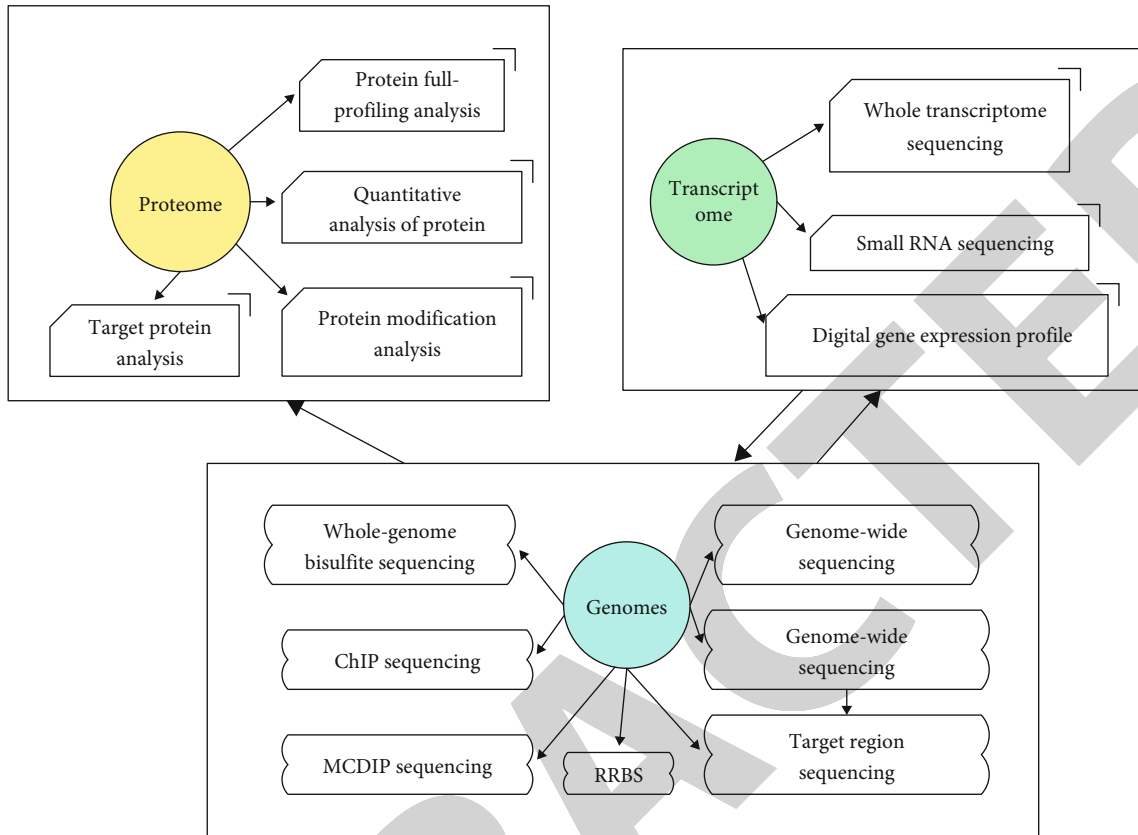 Protein full-
profiling analysis
Proteome
Quantitative
analysis of protein
Target protein
analysis
Protein modification
analysis
Whole transcriptome
sequencing
Transcript
ome
Small RNA sequencing
Digital gene expression profile
Whole-genome
bisulfite sequencing
Genome-wide
sequencing
Genomes
ChIP sequencing
Genome-wide
sequencing
MCDIP sequencing
RRBS
Target region
sequencing